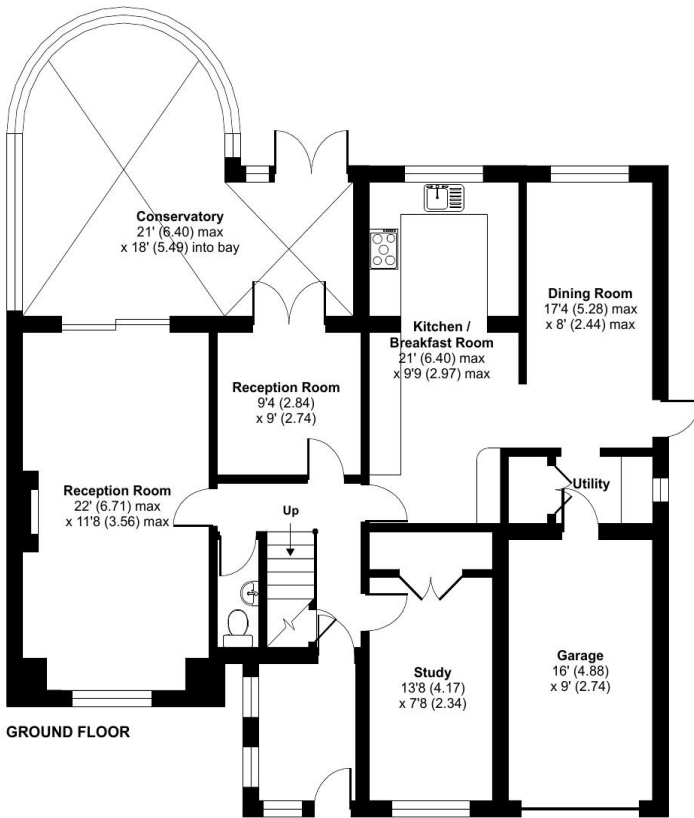 Conservatory
21' (6.40) max
x 18' (5.49) into bay
Dining Room
17'4 (5.28) max
x 8' (2.44) max
Kitchen /
Breakfast Room
21' (6.40) max
x 9'9 (2.97) max
Reception Room
9'4 (2.84)
x 9' (2.74)
Reception Room
22' (6.71) max
x 11'8 (3.56) max
Up
Utility
Study
13'8 (4.17)
x 7'8 (2.34)
Garage
16' (4.88)
x 9' (2.74)
GROUND FLOOR